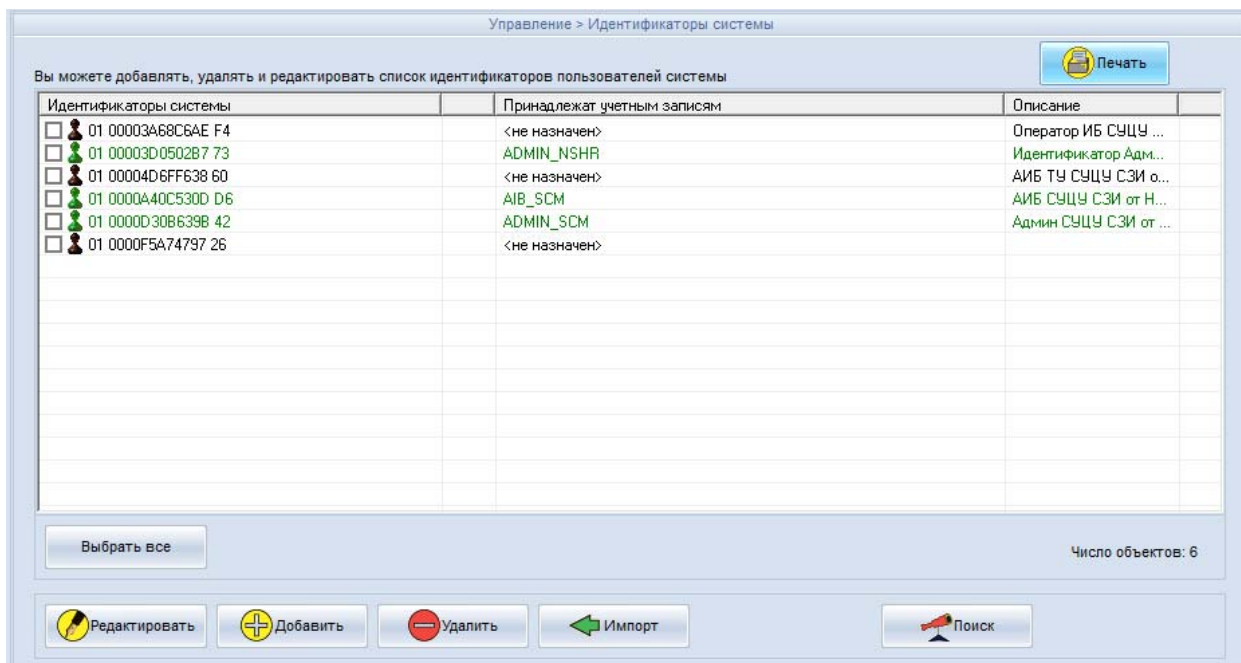 Управление > Идентификаторы системы
Печать
Вы можете добавлять, удалять и редактировать список идентификаторов пользователей системы
Идентификаторы системы Принадлежат учетным записям Описание
01 00003A68C6AE F4 <не назначен> Оператор ИБ СУЦУ ...
01 00003D0502B7 73 ADMIN_NSHR Идентификатор Адм...
01 00004D6FF638 60 <не назначен> АИБ ТУ СУЦУ СЗИ о...
01 0000A40C530D D6 AIB_SCM АИБ СУЦУ СЗИ от Н...
01 0000D30B639B 42 ADMIN_SCM Админ СУЦУ СЗИ от ...
01 0000F5A74797 26 <не назначен>
Выбрать все Число объектов: 6
Редактировать Добавить Удалить Импорт Поиск